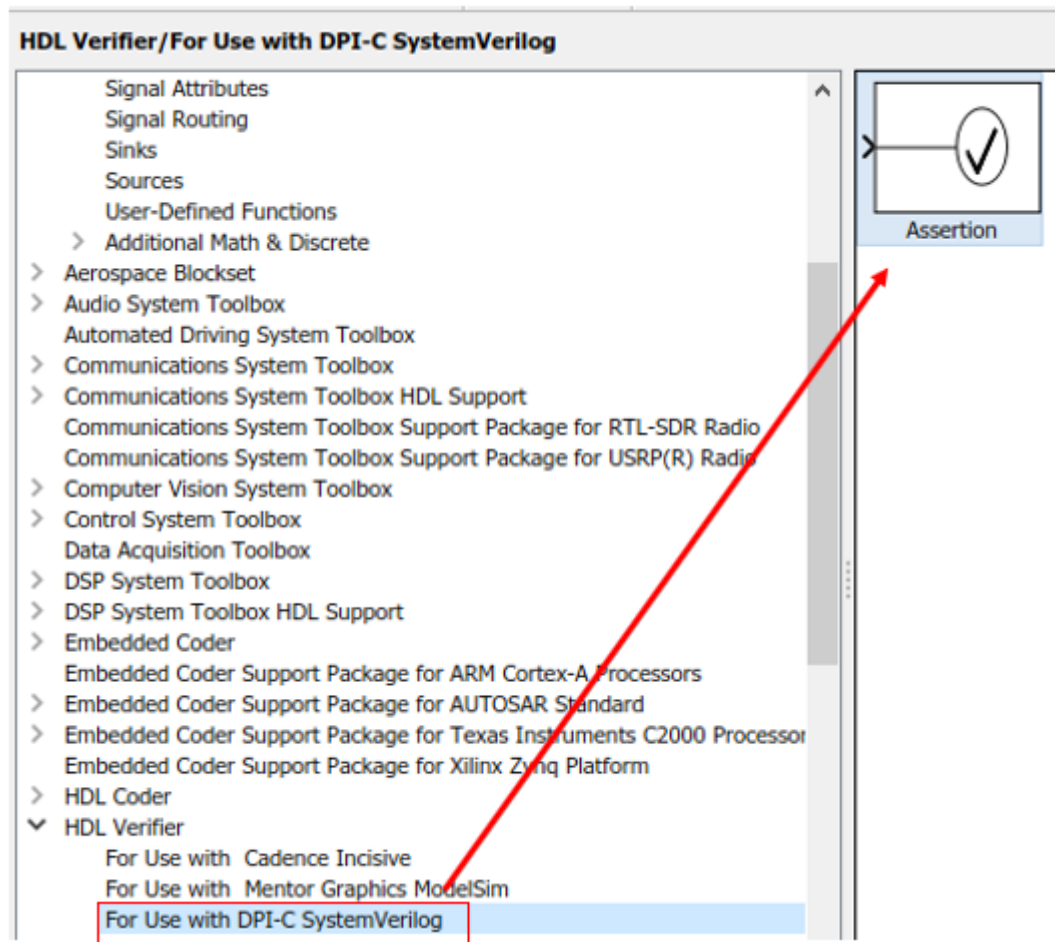 HDL Verifier/For Use with DPI-C SystemVerilog
Signal Attributes
Signal Routing
Sinks
Sources
User-Defined Functions
Additional Math & Discrete
Aerospace Blockset
Audio System Toolbox
Automated Driving System Toolbox
Communications System Toolbox
Communications System Toolbox HDL Support
Communications System Toolbox Support Package for RTL-SDR Radio
Communications System Toolbox Support Package for USRP(R) Radio
Computer Vision System Toolbox
Control System Toolbox
Data Acquisition Toolbox
DSP System Toolbox
DSP System Toolbox HDL Support
Embedded Coder
Embedded Coder Support Package for ARM Cortex-A Processors
Embedded Coder Support Package for AUTOSAR Standard
Embedded Coder Support Package for Texas Instruments C2000 Processor
Embedded Coder Support Package for Xilinx Zynq Platform
HDL Coder
HDL Verifier
For Use with Cadence Incisive
For Use with Mentor Graphics ModelSim
For Use with DPI-C SystemVerilog
Assertion